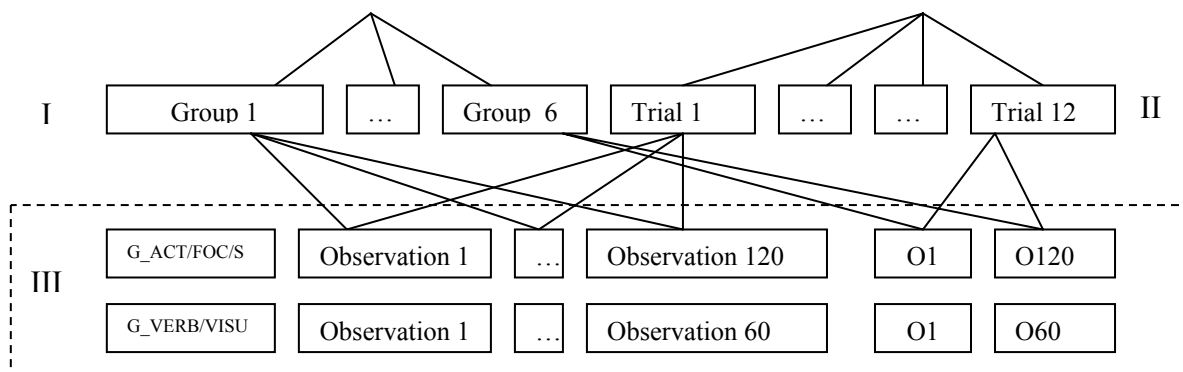 I Group 1 … Group 6 Trial 1 … … Trial 12 II
G_ACT/FOC/S Observation 1 … Observation 120 O1 O120
III
G_VERB/VISU Observation 1 … Observation 60 O1 O60